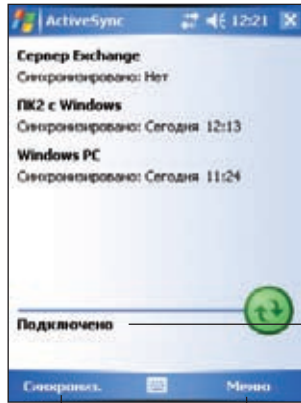 ActiveSync 12:21
Сервер Exchange
Синхронизировано: Нет
ПК2 с Windows
Синхронизировано: Сегодня 12:13
Windows PC
Синхронизировано: Сегодня 11:24
Подключено
Синхрониз. Меню